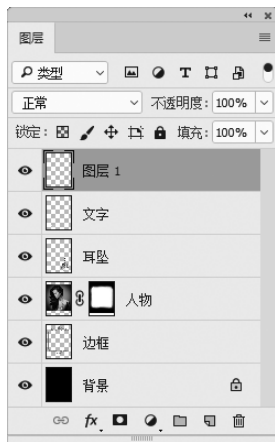 图层
类型
正常 不透明度: 100%
锁定: 填充: 100%
图层 1
文字
耳坠
人物
边框
背景
fx